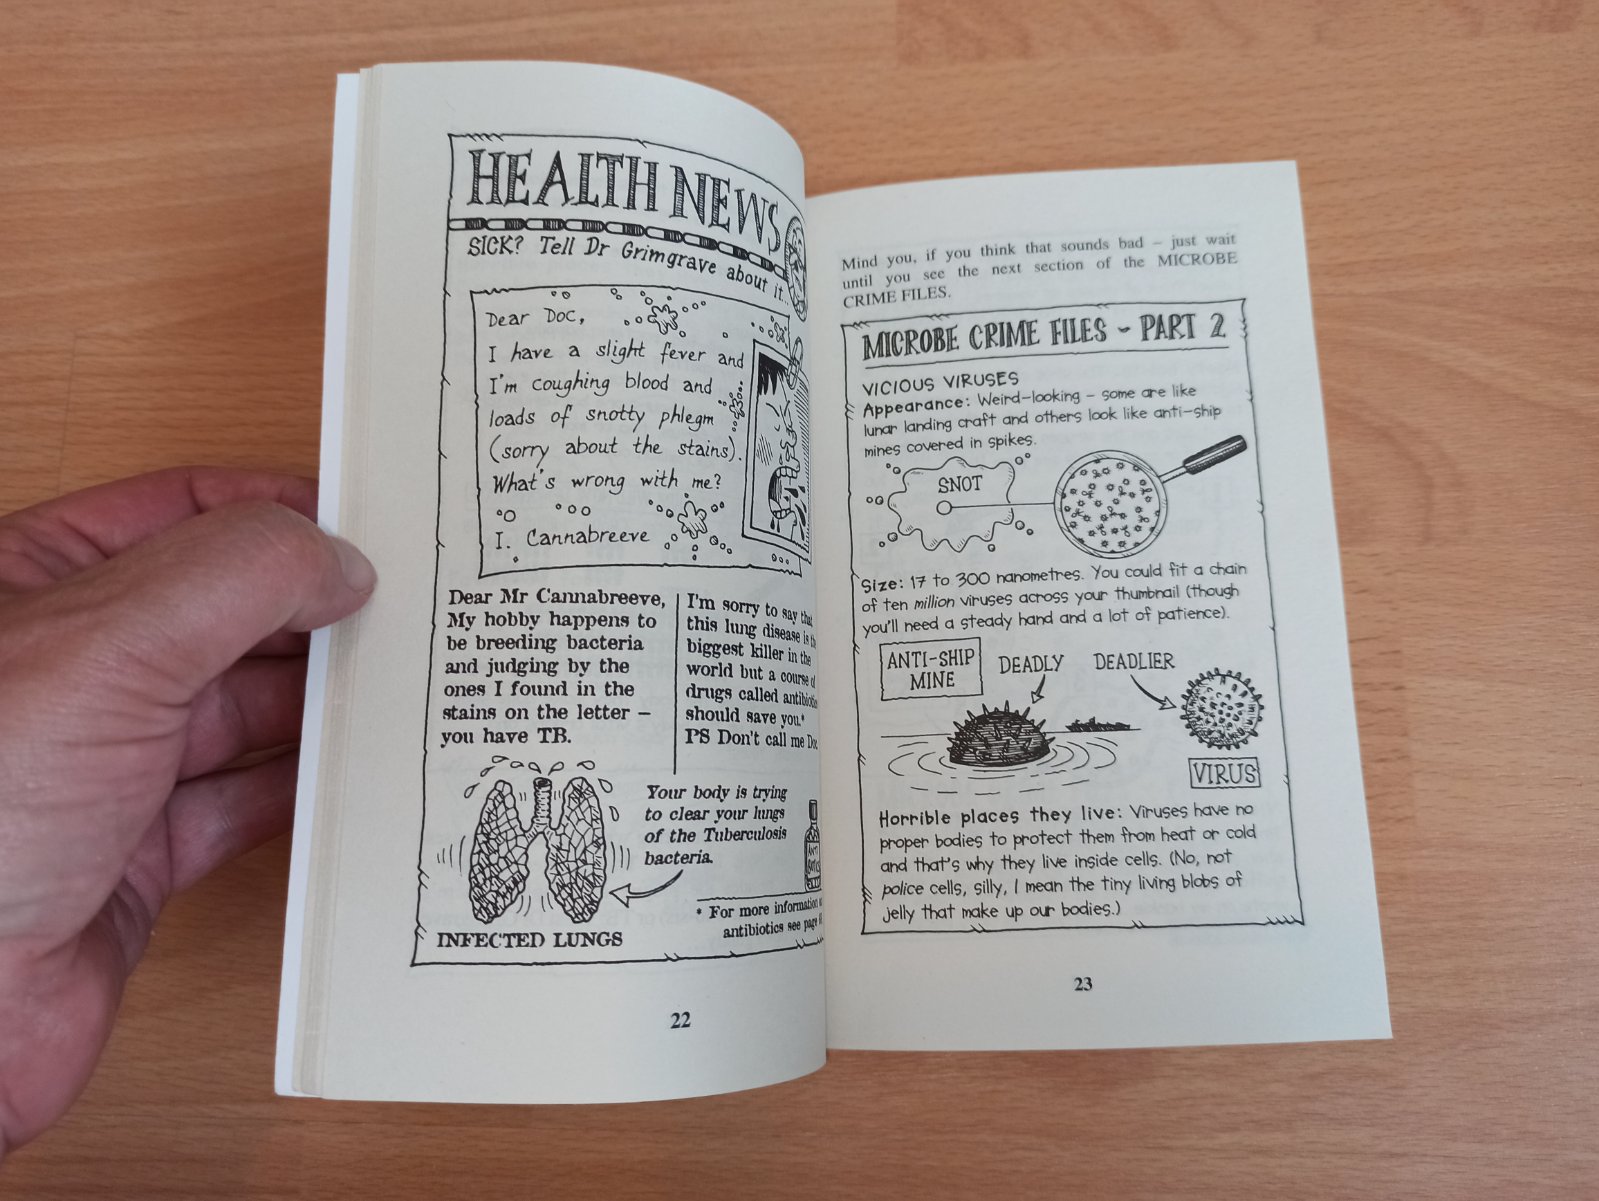 HEALTH NEWS
SICK? Tell Dr Grimgrave about it...
Dear Doc,
I have a slight fever and
I'm coughing blood and
loads of snotty phlegm
(sorry about the stains).
What's wrong with me?
I. Cannabreeve
Dear Mr Cannabreeve,
My hobby happens to
be breeding bacteria
and judging by the
ones I found in the
stains on the letter –
you have TB.
I'm sorry to say that
this lung disease is the
biggest killer in the
world but a course of
drugs called
should save you.*
PS Don't call me Doc
Your body is trying
to clear your lungs
of the Tuberculosis
bacteria.
INFECTED LUNGS
ANTI
* For more information
antibiotics see page
22
Mind you, if you think that sounds bad – just wait
until you see the next section of the MICROBE
CRIME FILES.
MICROBE CRIME FILES - PART 2
VICIOUS VIRUSES
Appearance: Weird-looking – some are like
lunar landing craft and others look like anti-ship
mines covered in spikes.
SNOT
Size: 17 to 300 nanometres. You could fit a chain
of ten million viruses across your thumbnail (though
you'll need a steady hand and a lot of patience).
ANTI-SHIP
MINE
DEADLY
DEADLIER
VIRUS
Horrible places they live: Viruses have no
proper bodies to protect them from heat or cold
and that's why they live inside cells. (No, not
police cells, silly, I mean the tiny living blobs of
jelly that make up our bodies.)
23